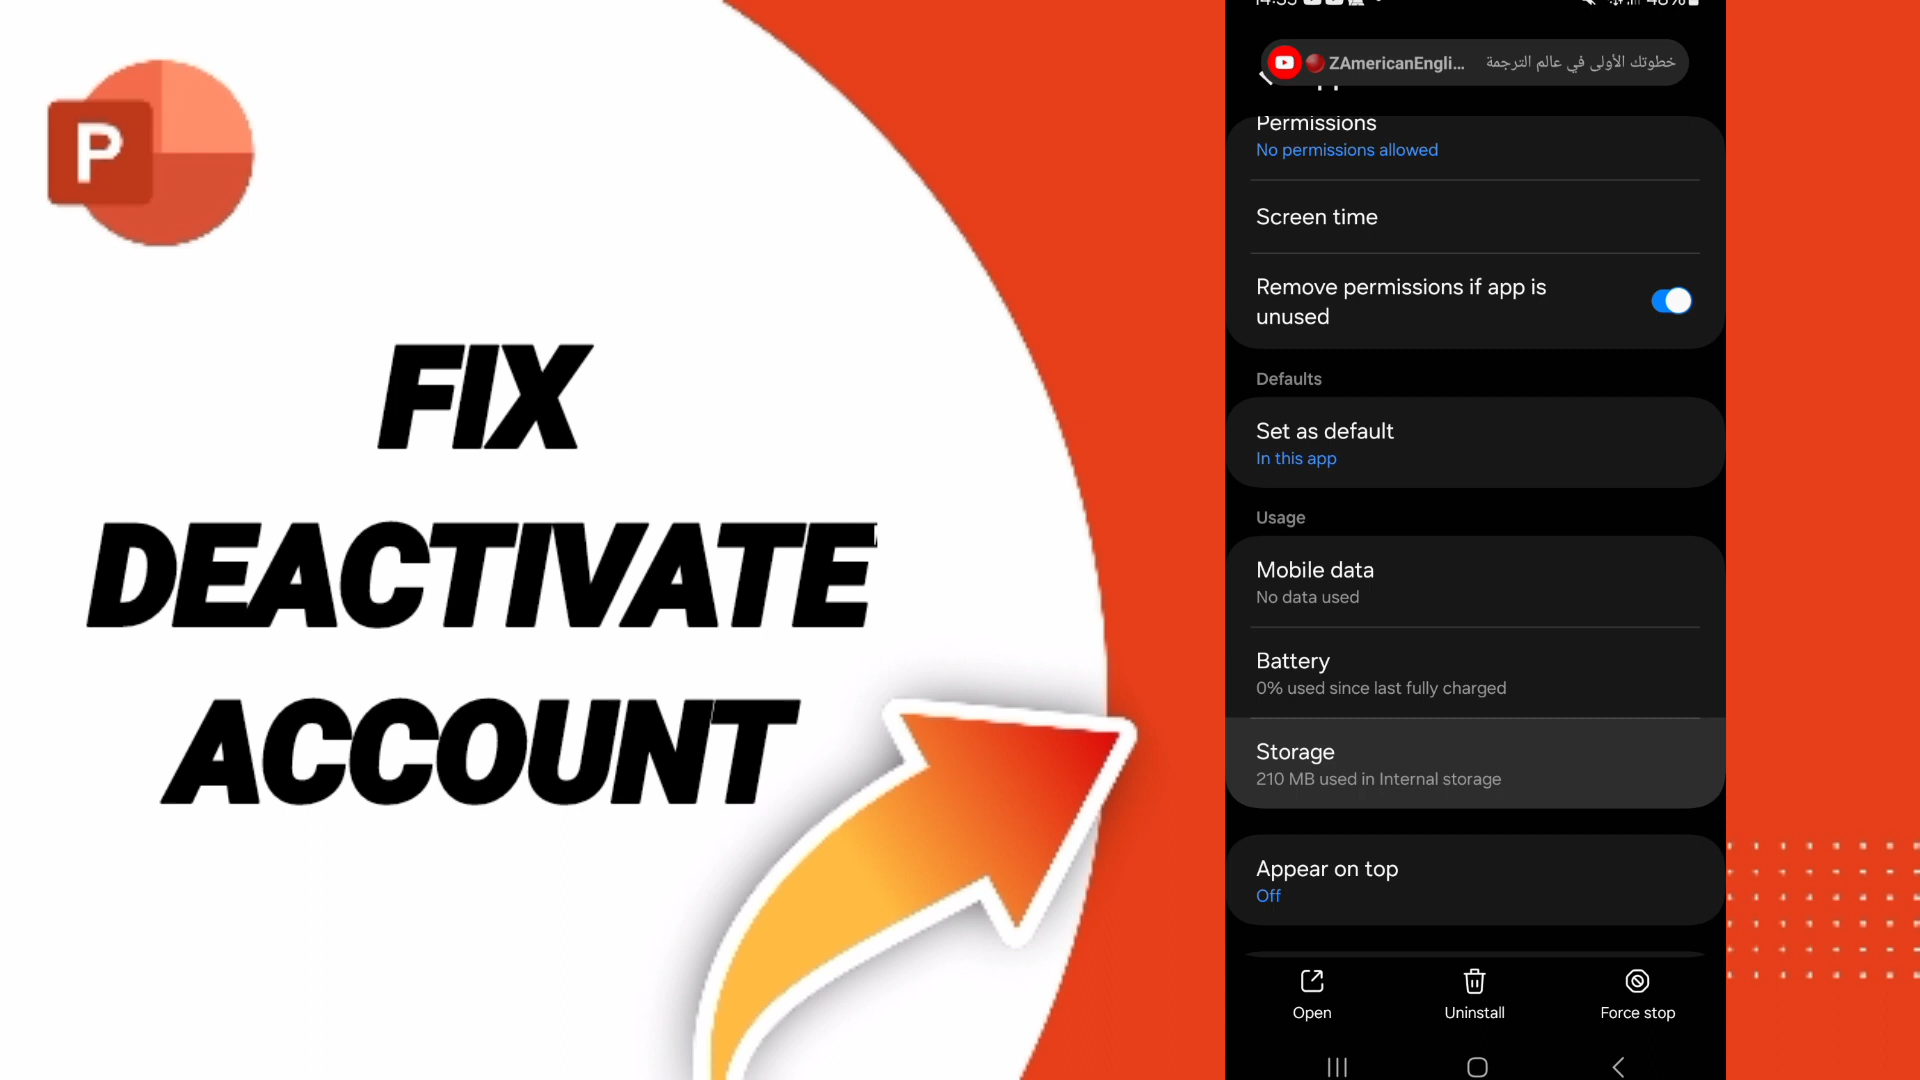 P
FIX
DEACTIVATE
ACCOUNT
ZAmericanEngli... خطوتك الأولى في عالم الترجمة
Permissions
No permissions allowed
Screen time
Remove permissions if app is
unused
Defaults
Set as default
In this app
Usage
Mobile data
No data used
Battery
0% used since last fully charged
Storage
210 MB used in Internal storage
Appear on top
Off
Open
Uninstall
Force stop